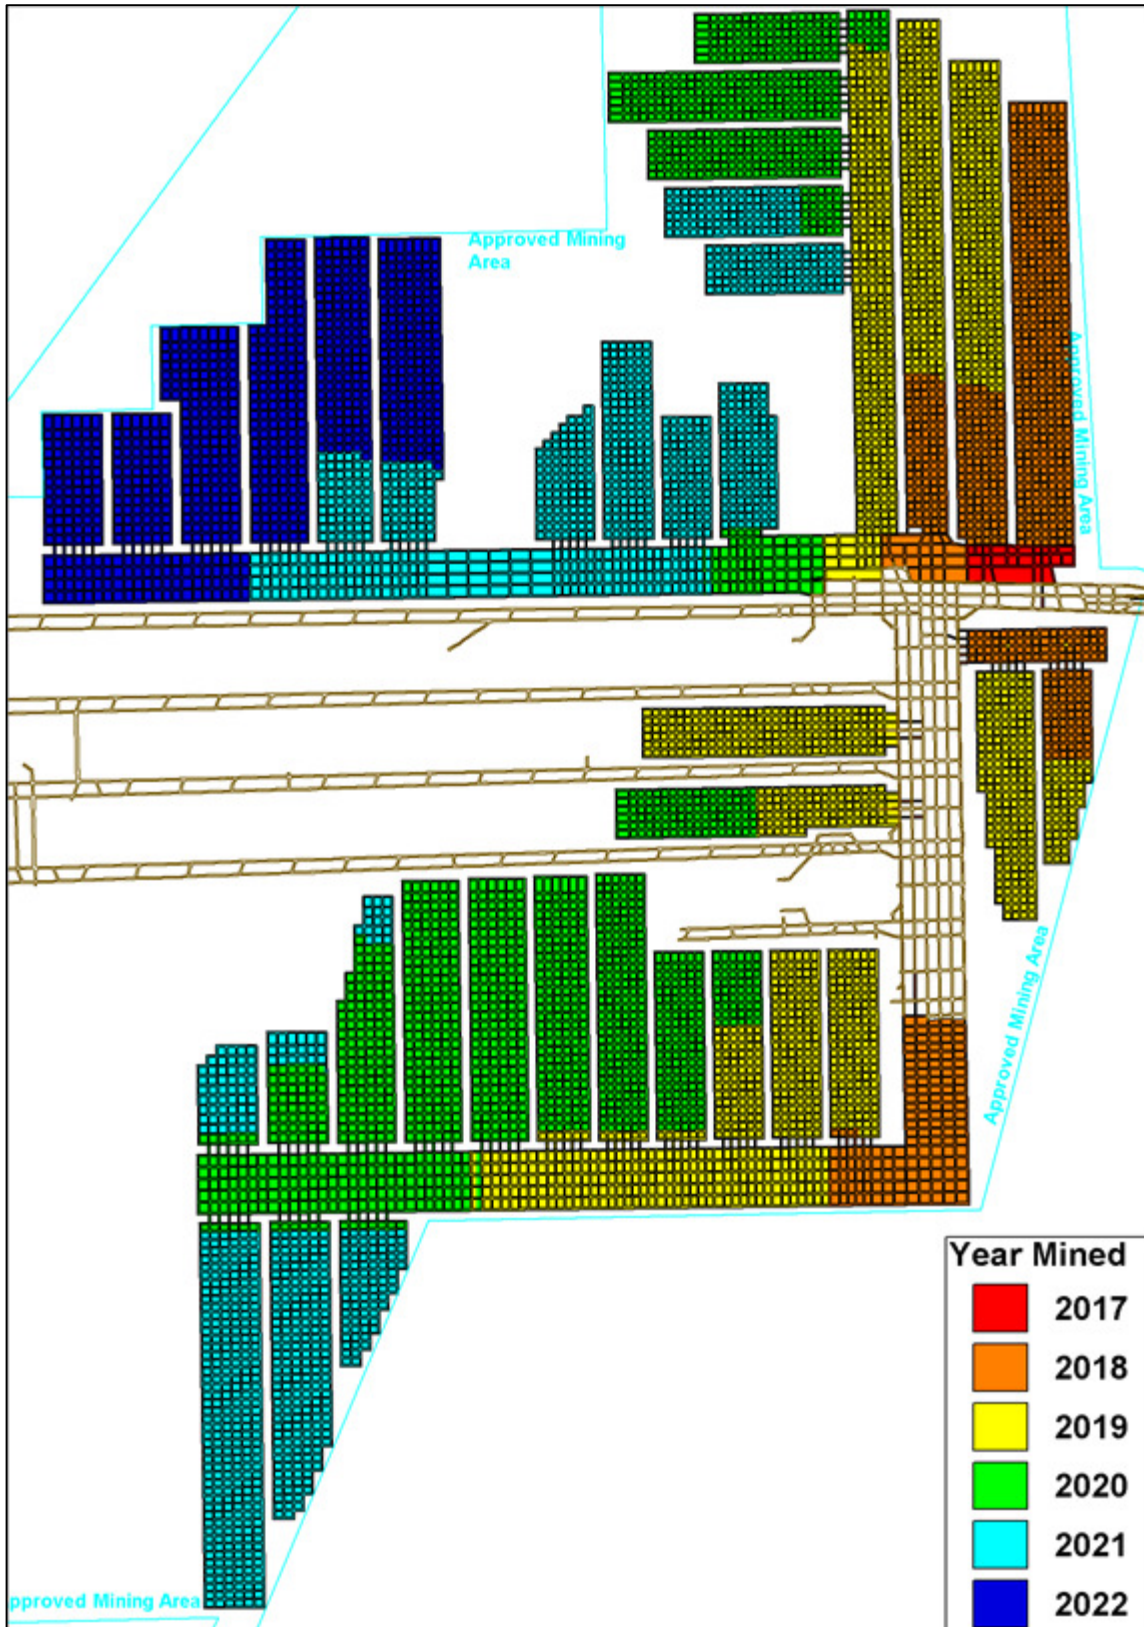 Approved Mining
Area
Approved Mining Area
Approved Mining Area
Year Mined
2017
2018
2019
2020
2021
2022
pproved Mining Area